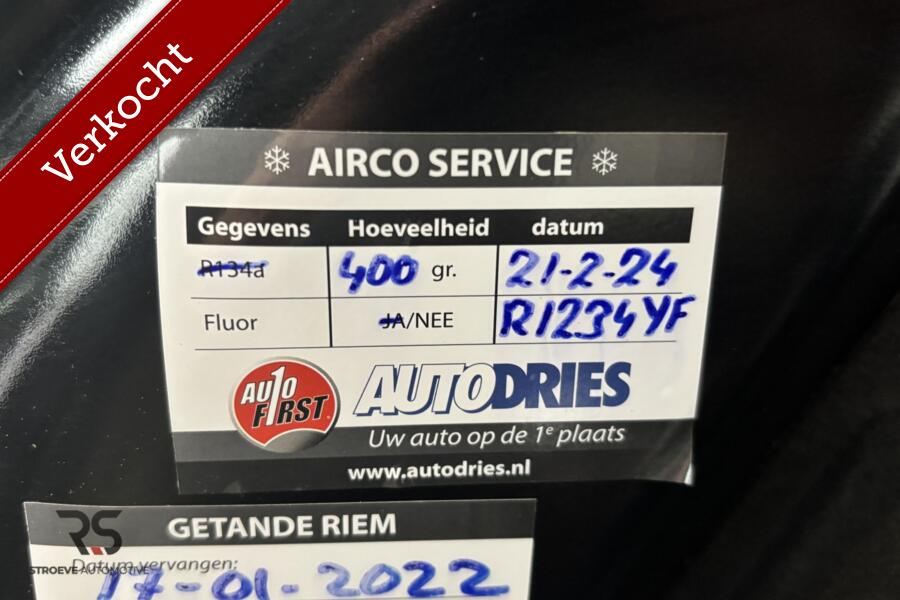 Verkocht
AIRCO SERVICE
Gegevens Hoeveelheid datum
R134a 400 gr. 21-2-24
Fluor JA/NEE R1234YF
AUTO FIRST AUTODRIES
Uw auto op de 1e plaats
www.autodries.nl
GETANDE RIEM
RS
Datum vervangen:
STROEVE AUTOMOTIVE
17-01-2022